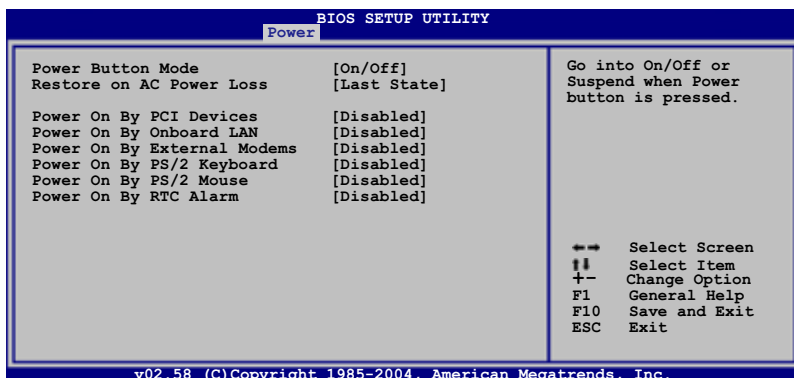 BIOS SETUP UTILITY
Power
Power Button Mode [On/Off]
Restore on AC Power Loss [Last State]
Power On By PCI Devices [Disabled]
Power On By Onboard LAN [Disabled]
Power On By External Modems [Disabled]
Power On By PS/2 Keyboard [Disabled]
Power On By PS/2 Mouse [Disabled]
Power On By RTC Alarm [Disabled]
Go into On/Off or
Suspend when Power
button is pressed.
←→ Select Screen
↑↓ Select Item
+- Change Option
F1 General Help
F10 Save and Exit
ESC Exit
v02.58 (C)Copyright 1985-2004, American Megatrends, Inc.